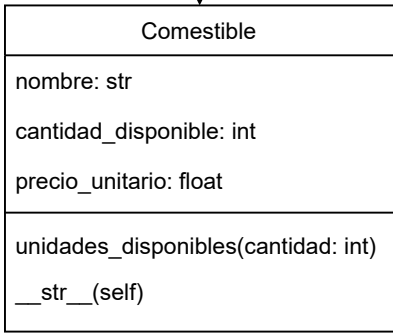 Comestible
nombre: str
cantidad_disponible: int
precio_unitario: float
unidades_disponibles(cantidad: int)
__str__(self)